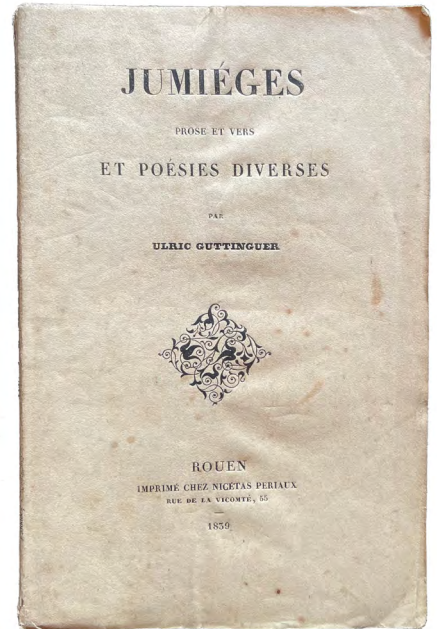 JUMIÉGES
PROSE ET VERS
ET POÉSIES DIVERSES
PAR
ULRIC GUTTINGUER
ROUEN
IMPRIMÉ CHEZ NICÉTAS PERIAUX
RUE DE LA VICOMTÉ, 55
1839